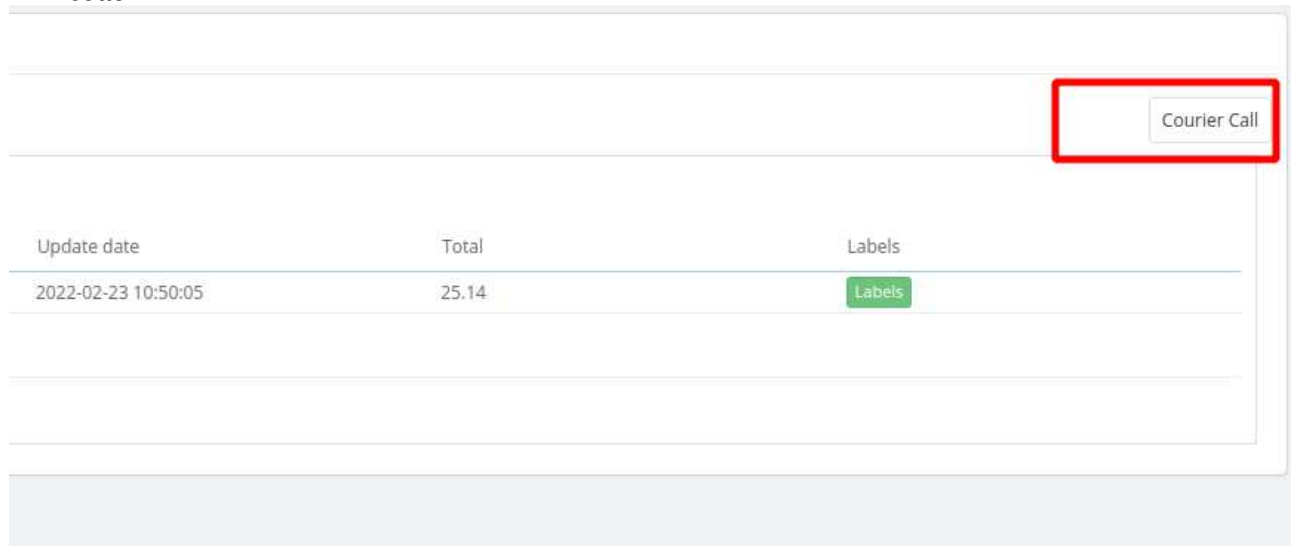 Courier Call
Update date Total Labels
2022-02-23 10:50:05 25.14 Labels